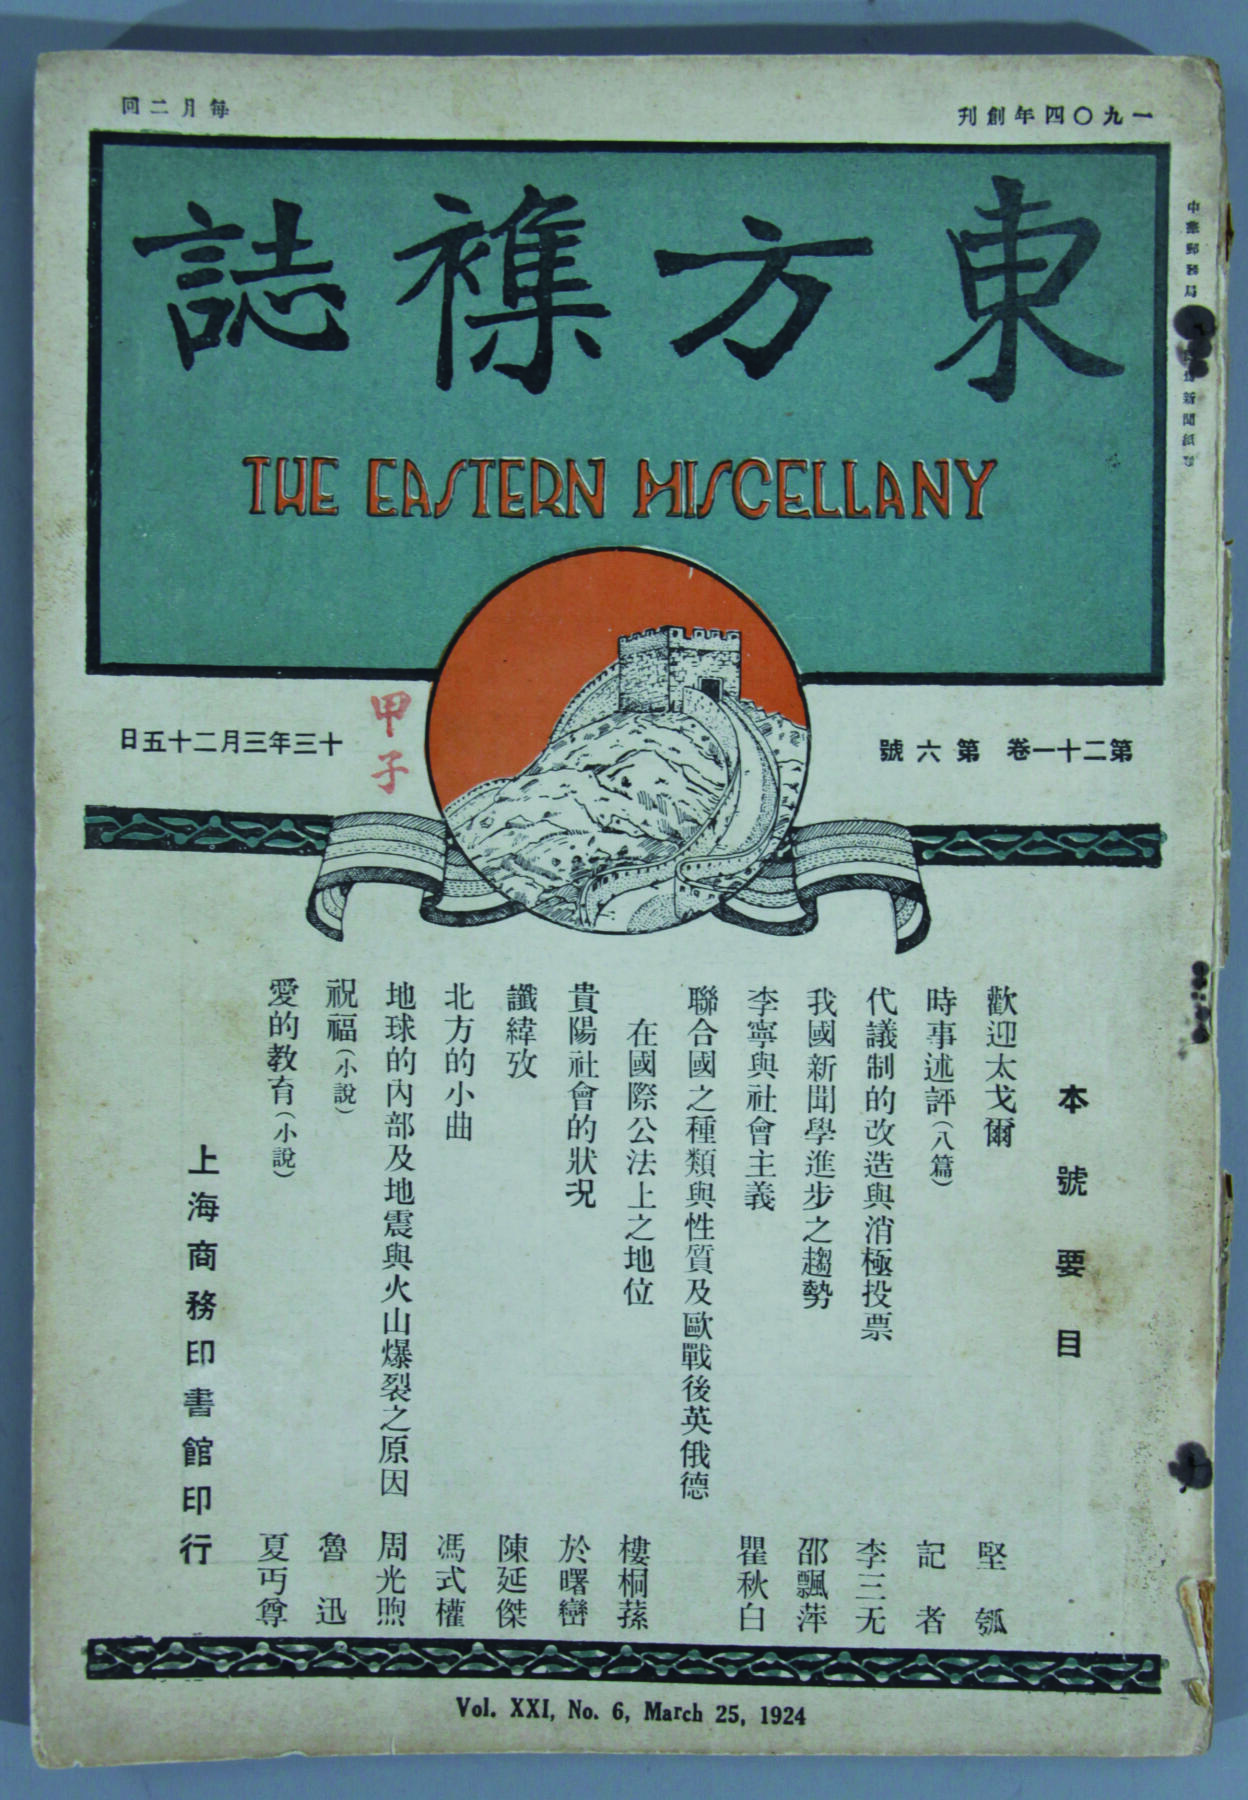 一九〇四年創刊
每月二回
東方襍誌
THE EASTERN MISCELLANY
第二十一卷 第六號
甲子
十三年三月二十五日
本號要目
歡迎太戈爾 堅瓠
時事述評(八篇) 記者
代議制的改造與消極投票 李三无
我國新聞學進步之趨勢 邵飄萍
李寧與社會主義 瞿秋白
聯合國之種類與性質及歐戰後英俄德
在國際公法上之地位 樓桐蓀
貴陽社會的狀況 於曙巒
讖緯攷 陳延傑
北方的小曲 馮式權
地球的內部及地震與火山爆裂之原因 周光煦
祝福(小說) 魯迅
愛的教育(小說) 夏丏尊
上海商務印書館印行
Vol. XXI, No. 6, March 25, 1924